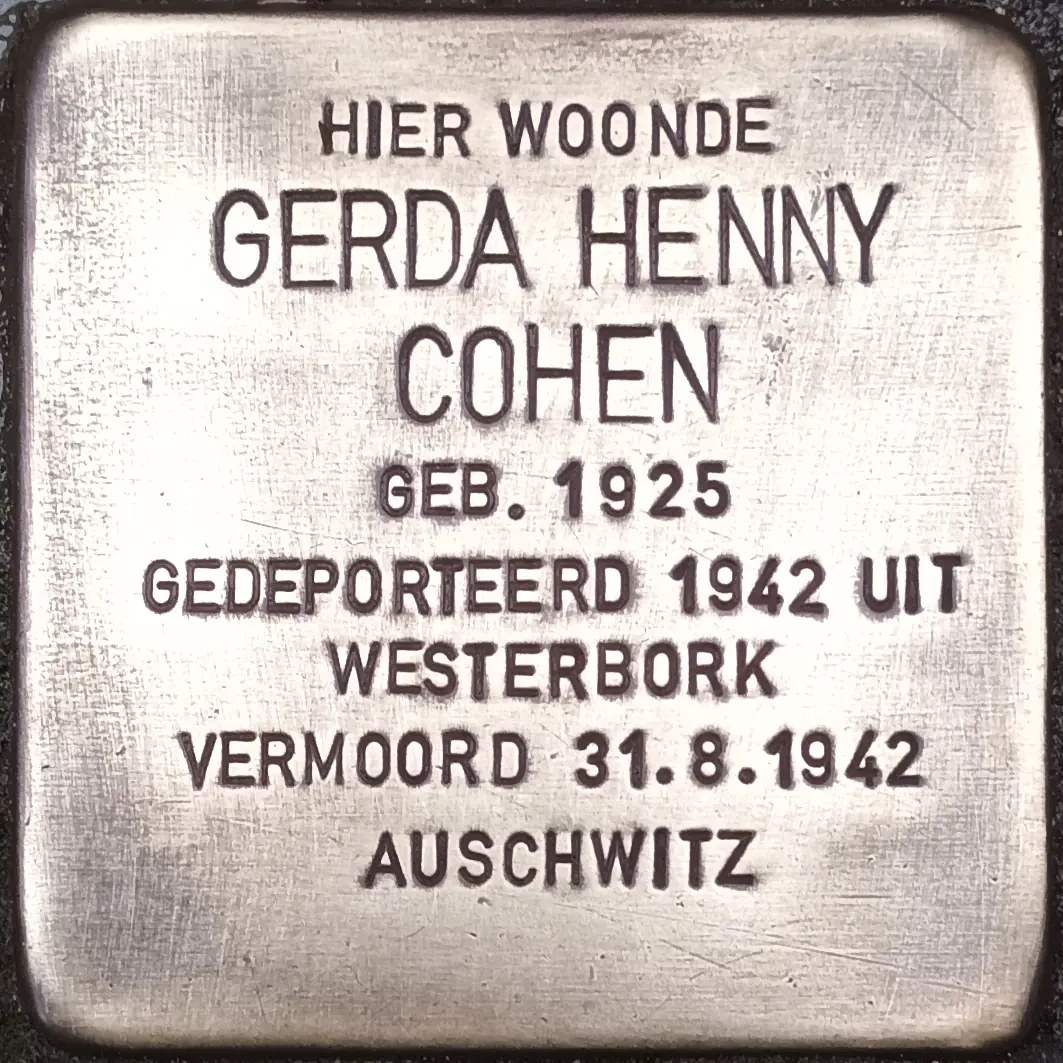 HIER WOONDE
GERDA HENNY
COHEN
GEB. 1925
GEDEPORTEERD 1942 UIT
WESTERBORK
VERMOORD 31.8.1942
AUSCHWITZ